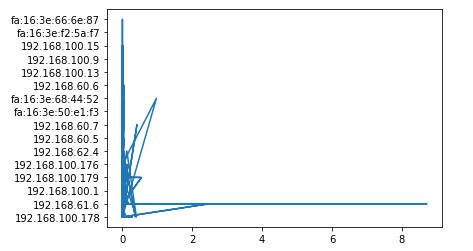 fa:16:3e:66:6e:87
fa:16:3e:f2:5a:f7
192.168.100.15
192.168.100.9
192.168.100.13
192.168.60.6
fa:16:3e:68:44:52
fa:16:3e:50:e1:f3
192.168.60.7
192.168.60.5
192.168.62.4
192.168.100.176
192.168.100.179
192.168.100.1
192.168.61.6
192.168.100.178
0 2 4 6 8